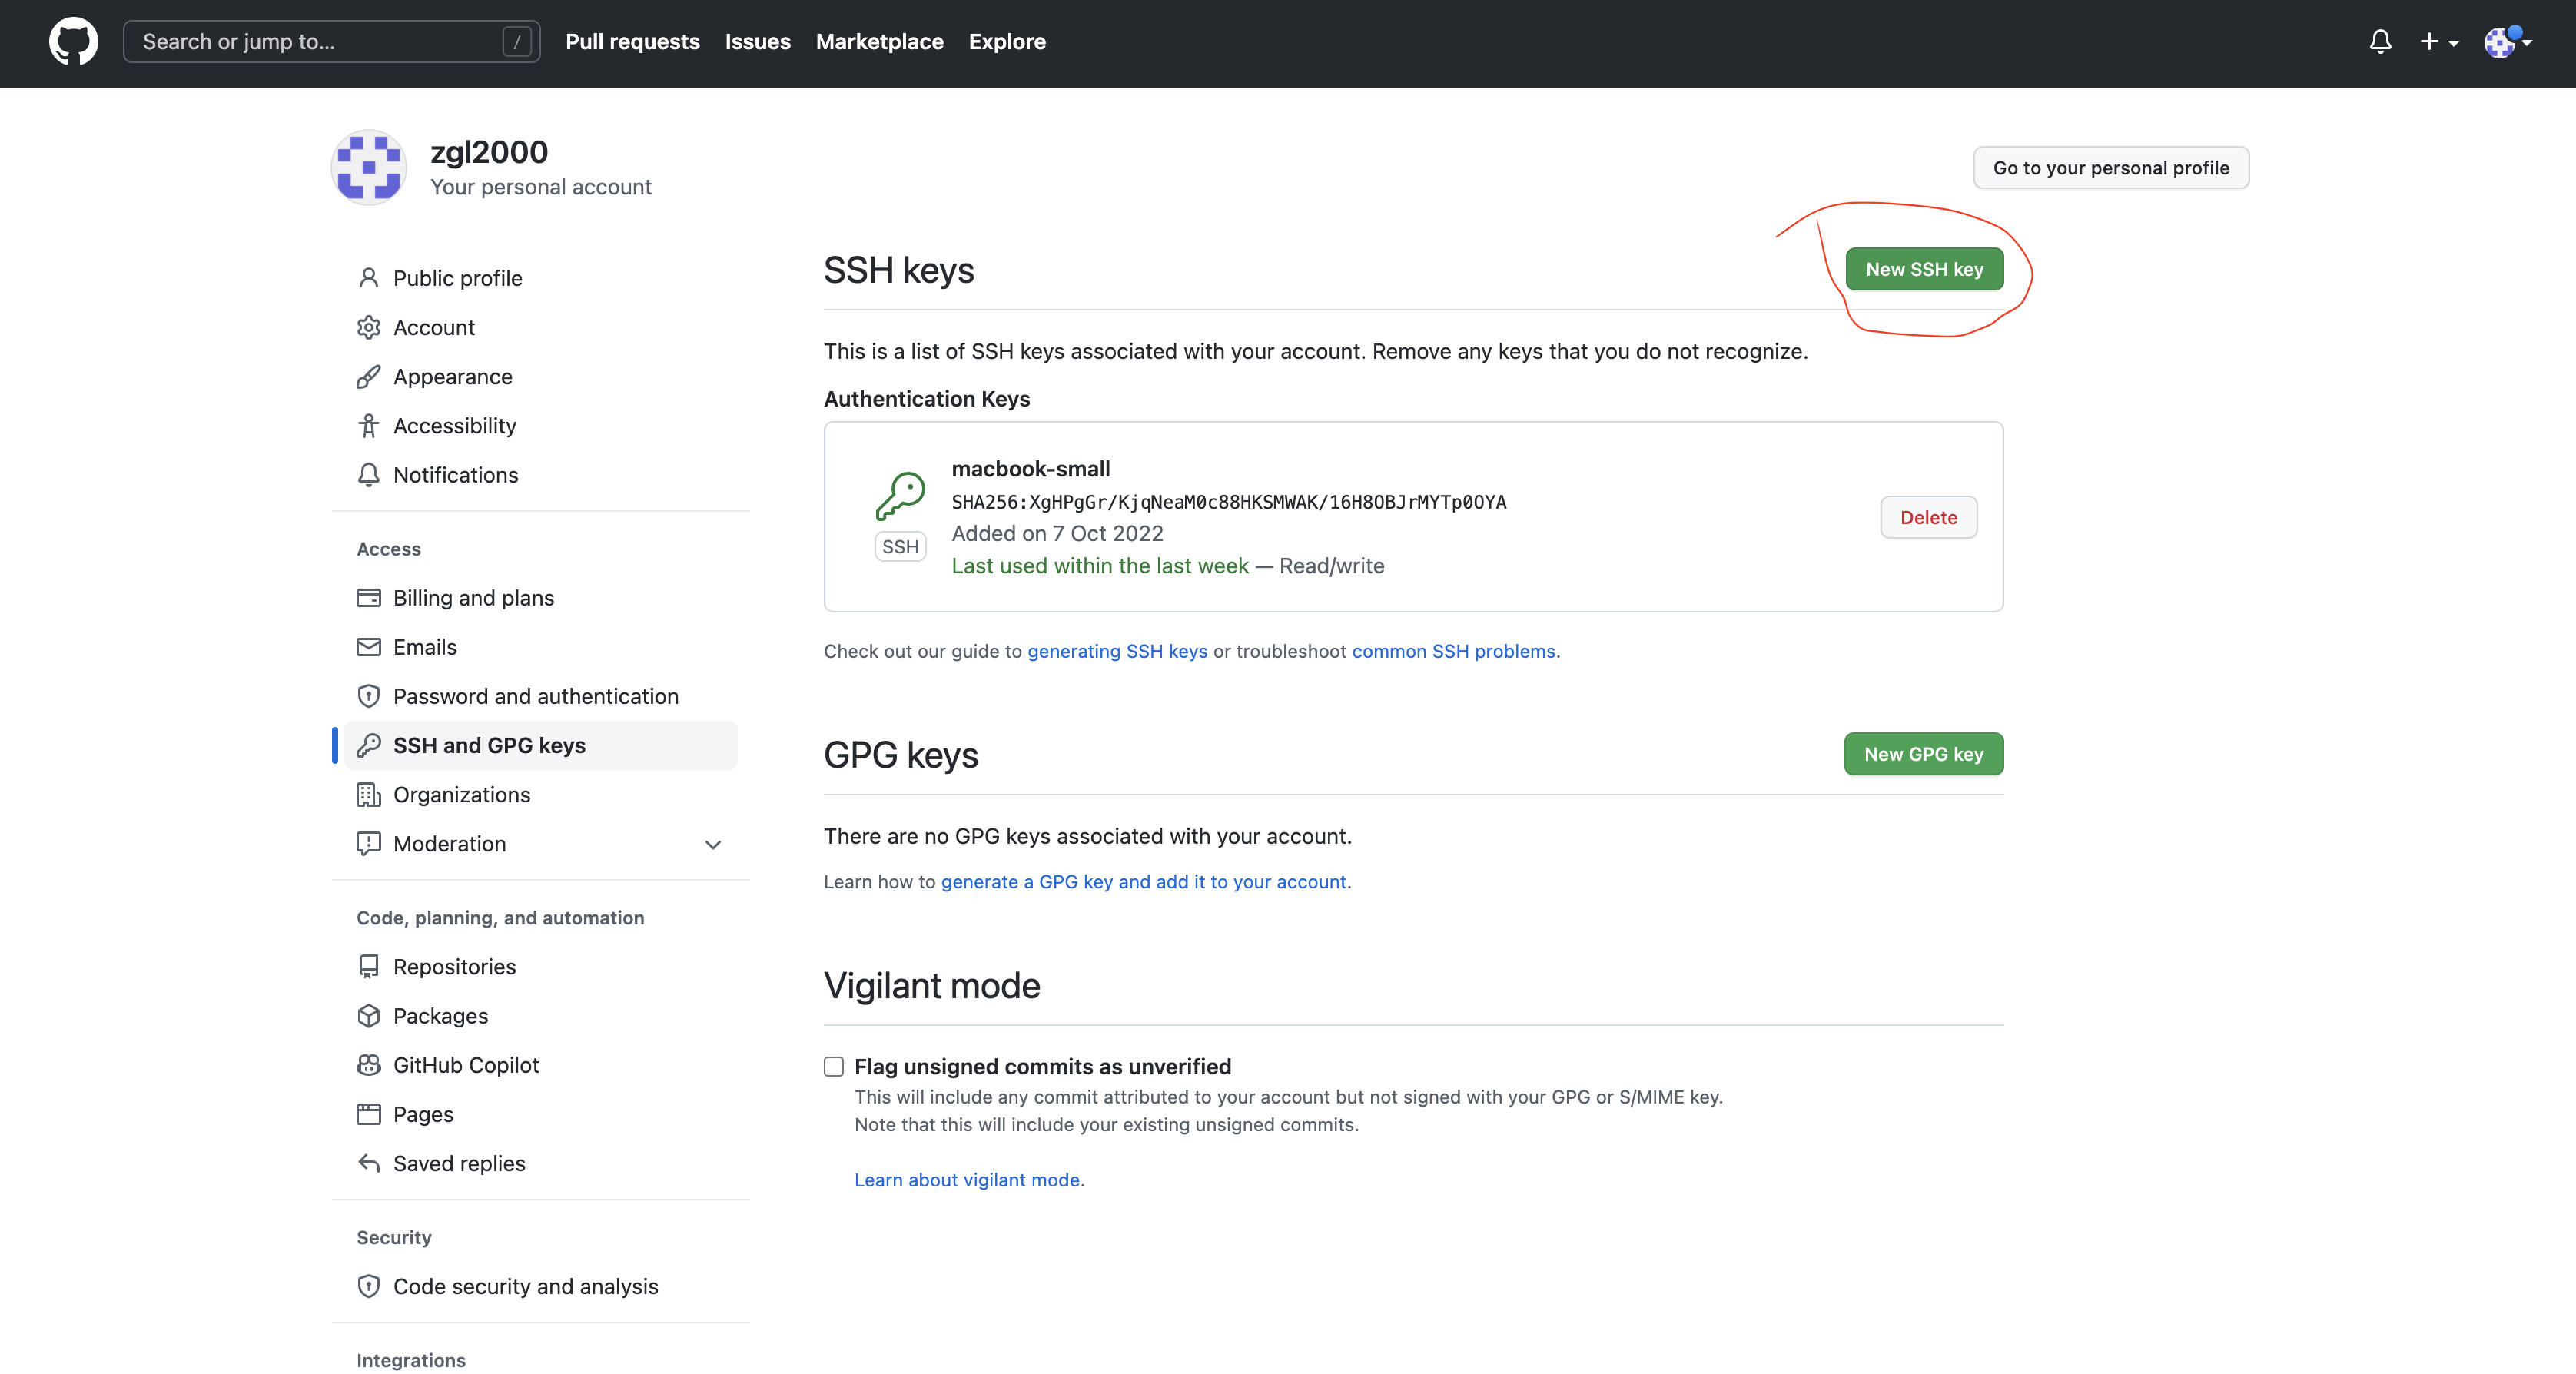 Search or jump to...
/
Pull requests
Issues
Marketplace
Explore
zgl2000
Your personal account
Go to your personal profile
Public profile
Account
Appearance
Accessibility
Notifications
Access
Billing and plans
Emails
Password and authentication
SSH and GPG keys
Organizations
Moderation
Code, planning, and automation
Repositories
Packages
GitHub Copilot
Pages
Saved replies
Security
Code security and analysis
Integrations
SSH keys
New SSH key
This is a list of SSH keys associated with your account. Remove any keys that you do not recognize.
Authentication Keys
SSH
macbook-small
SHA256:XgHPgGr/KjqNeaM0c88HKSMWAK/16H8OBJrMYTp0OYA
Added on 7 Oct 2022
Last used within the last week — Read/write
Delete
Check out our guide to generating SSH keys or troubleshoot common SSH problems.
GPG keys
New GPG key
There are no GPG keys associated with your account.
Learn how to generate a GPG key and add it to your account.
Vigilant mode
Flag unsigned commits as unverified
This will include any commit attributed to your account but not signed with your GPG or S/MIME key.
Note that this will include your existing unsigned commits.
Learn about vigilant mode.